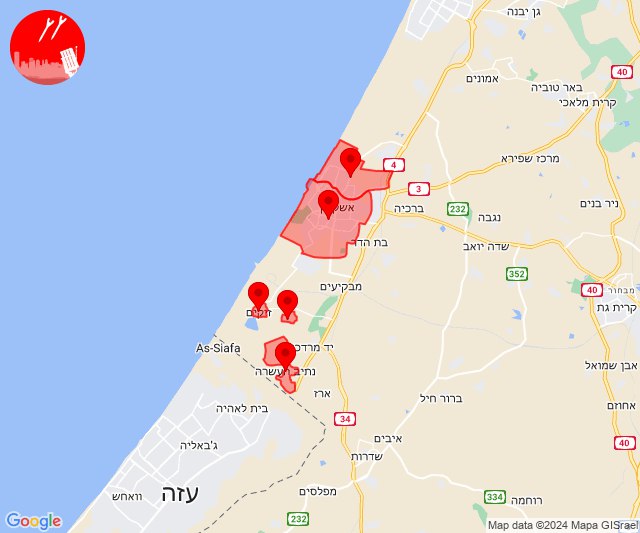 גן יבנה
40
אמונים
באר טוביה
קרית מלאכי
4
מרכז שפירא
3
אשקלון
ברכיה
232
נגבה
ניר בנים
בת הדר
שדה יואב
352
מבקיעים
40
מבחור
קרית גת
זיקים
As-Siafa
יד מרדכי
אבן שמואל
נתיב העשרה
ארז
ברור חיל
אחוזם
בית לאהיה
34
איבים
40
ג'באליה
שדרות
וואחש
עזה
מפלסים
334
רוחמה
232
Google
Map data ©2024 Mapa GISrael